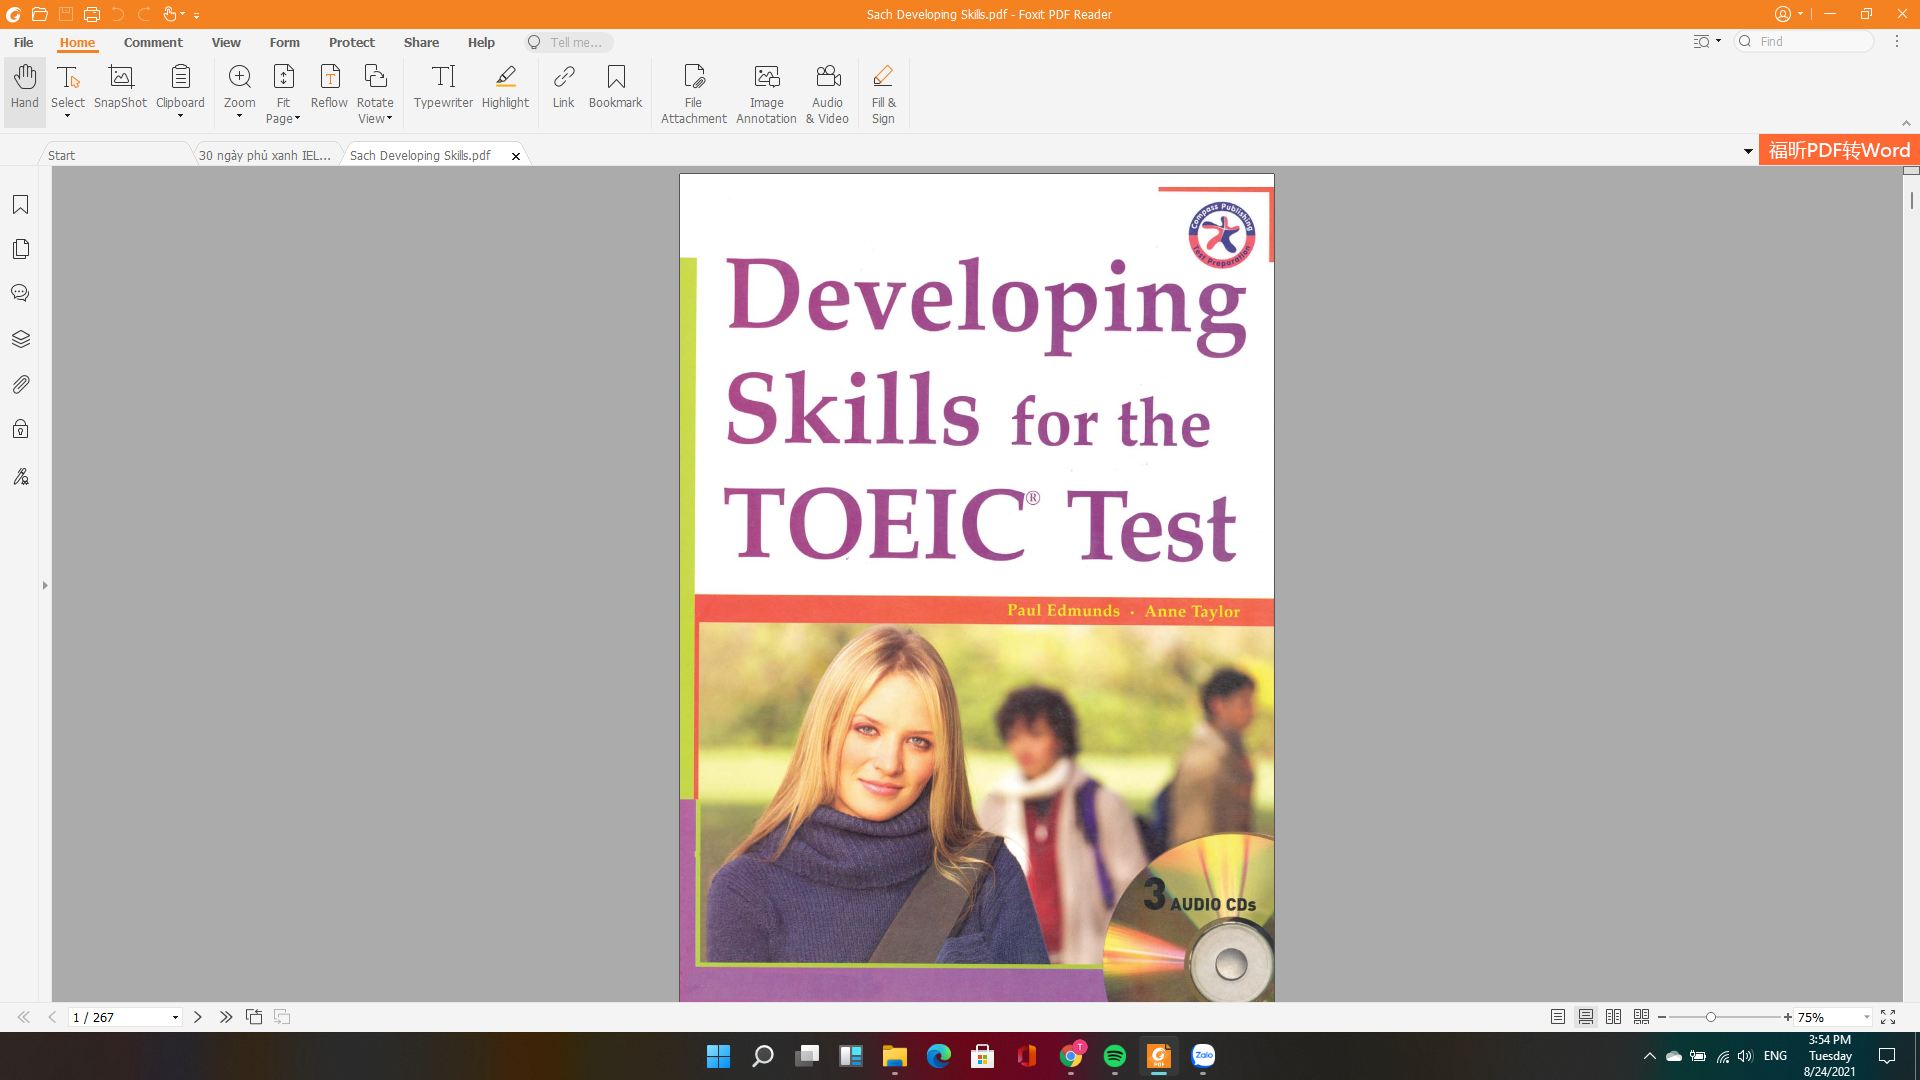 Sach Developing Skills.pdf - Foxit PDF Reader
File Home Comment View Form Protect Share Help Tell me... Find
Hand Select SnapShot Clipboard Zoom Fit Page Reflow Rotate View Typewriter Highlight Link Bookmark File Attachment Image Annotation Audio & Video Fill & Sign
Start 30 ngày phủ xanh IEL... Sach Developing Skills.pdf 福昕PDF转Word
Compass Publishing
Test Preparation
Developing
Skills for the
TOEIC® Test
Paul Edmunds · Anne Taylor
3 AUDIO CDs
1 / 267 75%
Zalo ENG
3:54 PM
Tuesday
8/24/2021